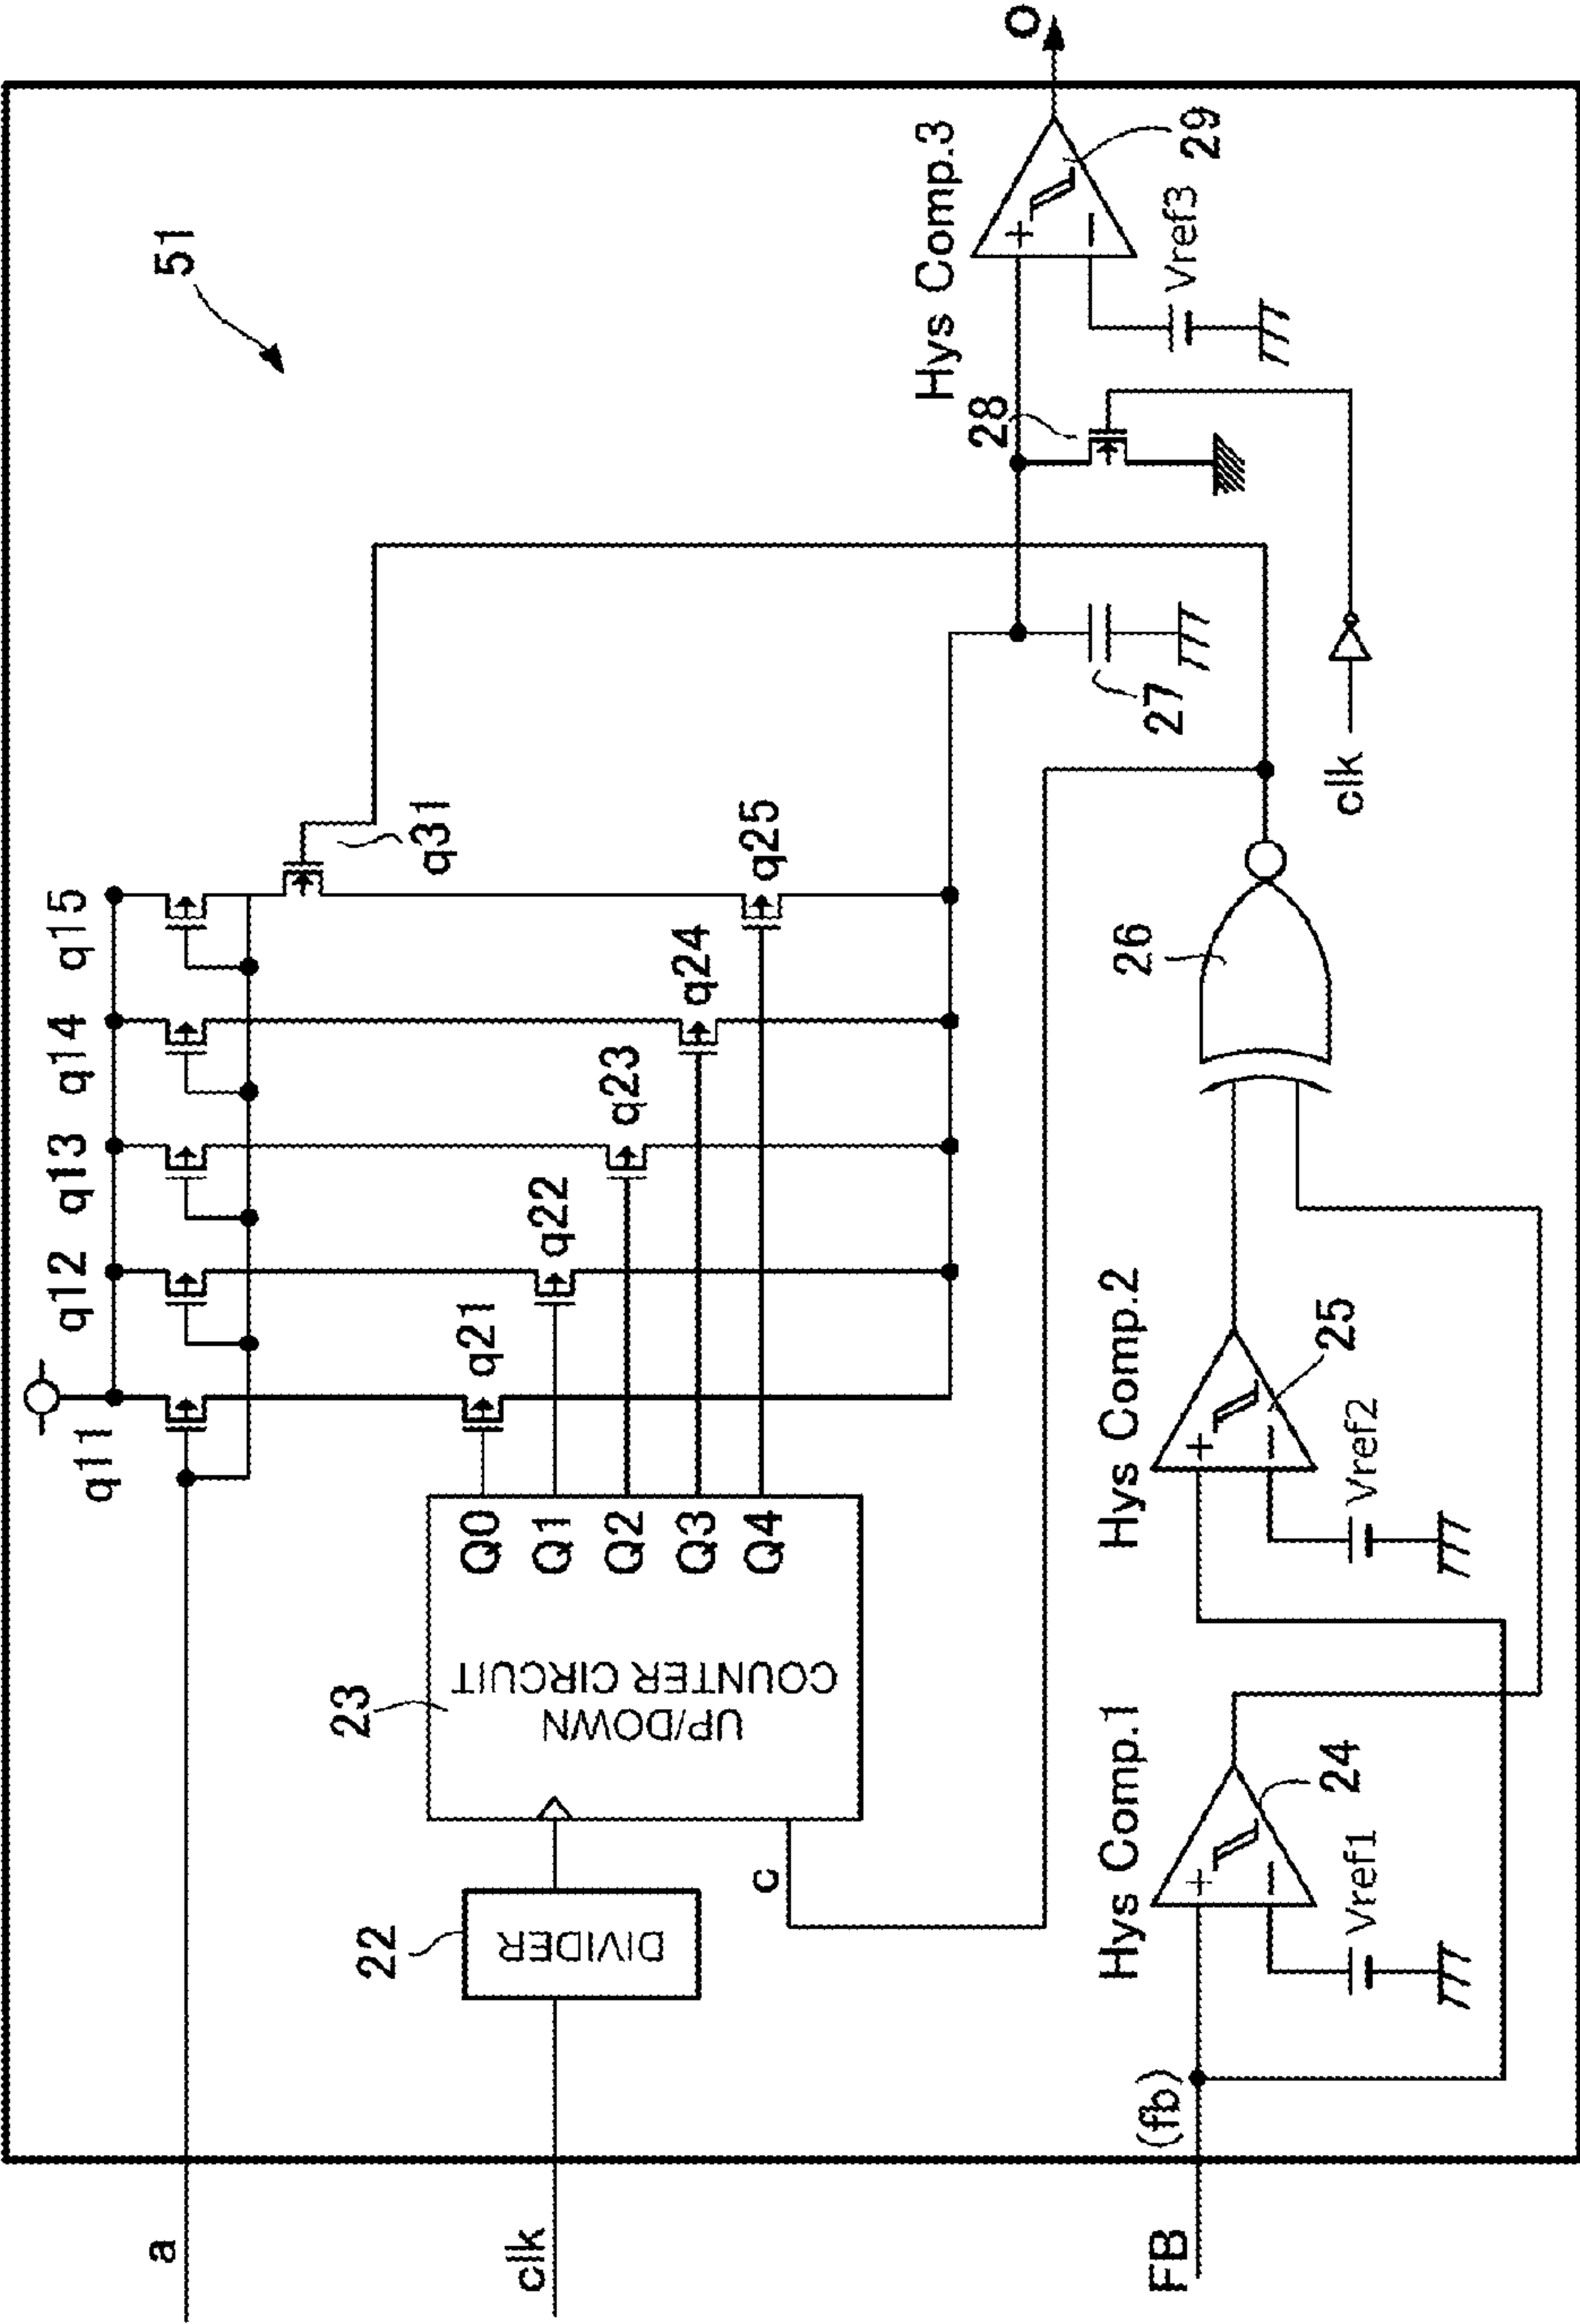 51
q11
q12
q13
q14
q15
a
q31
q21
q22
q23
q24
q25
clk
22
DIVIDER
23
UP/DOWN
COUNTER CIRCUIT
Q0
Q1
Q2
Q3
Q4
c
Hys Comp.1
Hys Comp.2
Hys Comp.3
FB
(fb)
+
−
24
Vref1
+
−
25
Vref2
26
27
28
clk
+
−
29
Vref3
O